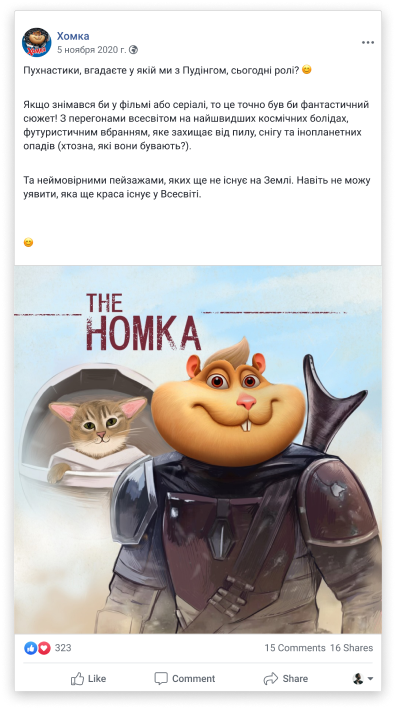 Хомка
5 ноября 2020 г.
Пухнастики, вгадаєте у якій ми з Пудінгом, сьогодні ролі? 😊
Якщо знімався би у фільмі або серіалі, то це точно був би фантастичний
сюжет! З перегонами всесвітом на найшвидших космічних болідах,
футуристичним вбранням, яке захищає від пилу, снігу та інопланетних
опадів (хтозна, які вони бувають?).
Та неймовірними пейзажами, яких ще не існує на Землі. Навіть не можу
уявити, яка ще краса існує у Всесвіті.
😊
THE
HOMKA
323
15 Comments 16 Shares
Like Comment Share